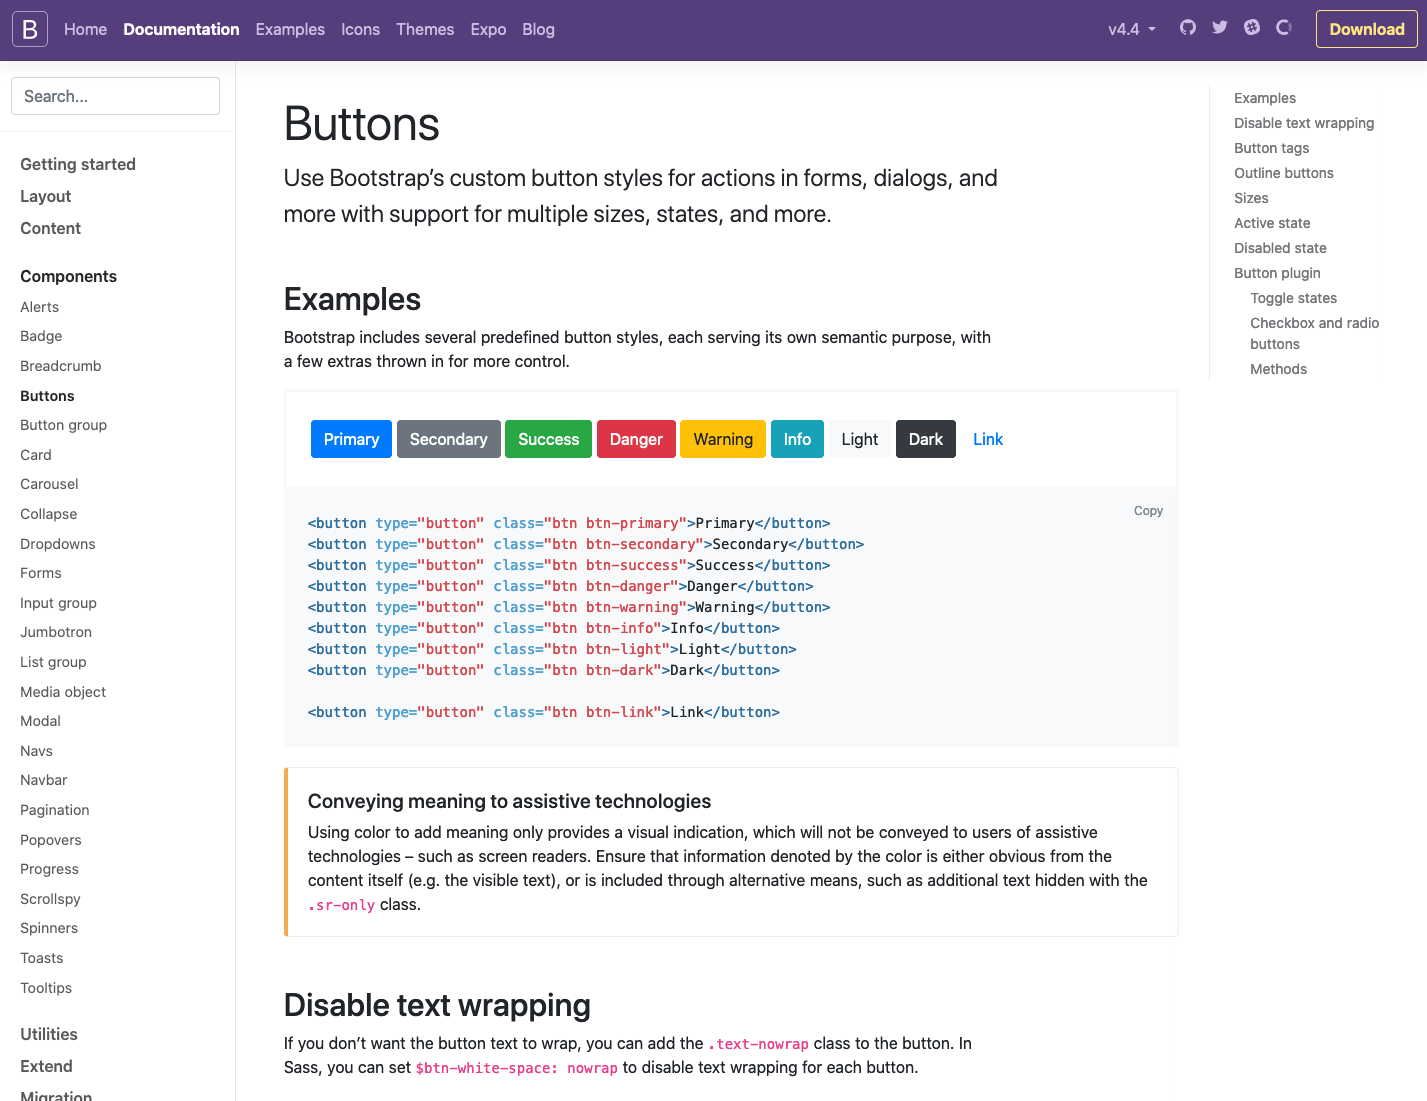 B Home Documentation Examples Icons Themes Expo Blog v4.4 Download
Search...
Getting started
Layout
Content
Components
Alerts
Badge
Breadcrumb
Buttons
Button group
Card
Carousel
Collapse
Dropdowns
Forms
Input group
Jumbotron
List group
Media object
Modal
Navs
Navbar
Pagination
Popovers
Progress
Scrollspy
Spinners
Toasts
Tooltips
Utilities
Extend
Migration
Buttons
Use Bootstrap’s custom button styles for actions in forms, dialogs, and
more with support for multiple sizes, states, and more.
Examples
Bootstrap includes several predefined button styles, each serving its own semantic purpose, with
a few extras thrown in for more control.
Primary Secondary Success Danger Warning Info Light Dark Link
Copy
<button type="button" class="btn btn-primary">Primary</button>
<button type="button" class="btn btn-secondary">Secondary</button>
<button type="button" class="btn btn-success">Success</button>
<button type="button" class="btn btn-danger">Danger</button>
<button type="button" class="btn btn-warning">Warning</button>
<button type="button" class="btn btn-info">Info</button>
<button type="button" class="btn btn-light">Light</button>
<button type="button" class="btn btn-dark">Dark</button>
<button type="button" class="btn btn-link">Link</button>
Conveying meaning to assistive technologies
Using color to add meaning only provides a visual indication, which will not be conveyed to users of assistive
technologies – such as screen readers. Ensure that information denoted by the color is either obvious from the
content itself (e.g. the visible text), or is included through alternative means, such as additional text hidden with the
.sr-only class.
Disable text wrapping
If you don’t want the button text to wrap, you can add the .text-nowrap class to the button. In
Sass, you can set $btn-white-space: nowrap to disable text wrapping for each button.
Examples
Disable text wrapping
Button tags
Outline buttons
Sizes
Active state
Disabled state
Button plugin
Toggle states
Checkbox and radio
buttons
Methods